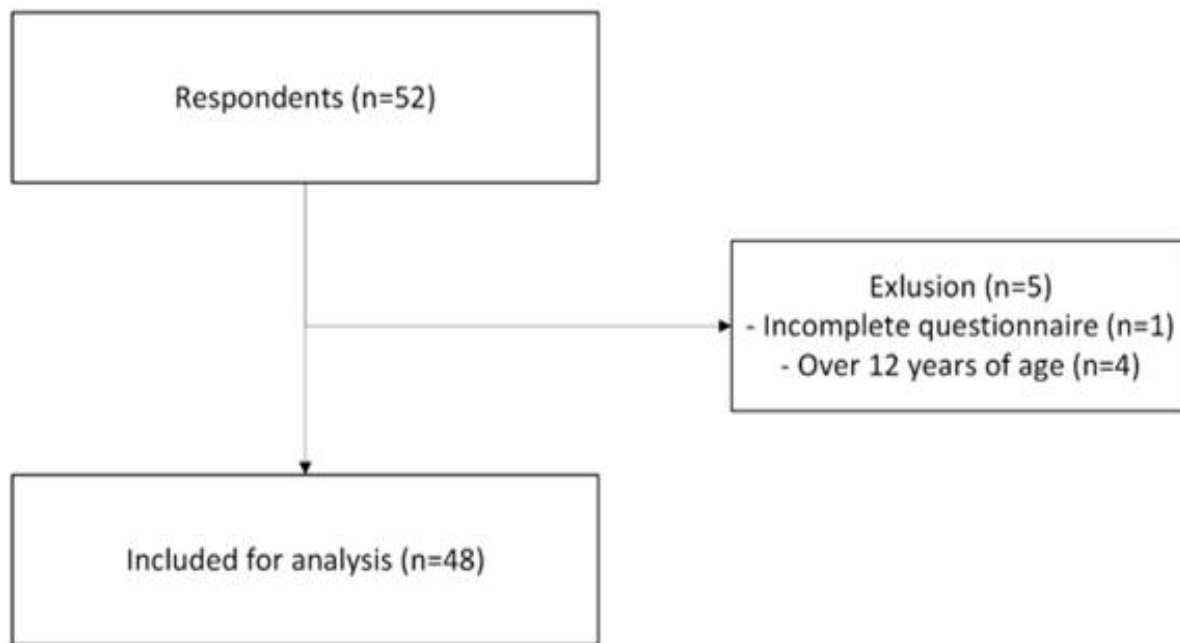 Respondents (n=52)
Exlusion (n=5)
- Incomplete questionnaire (n=1)
- Over 12 years of age (n=4)
Included for analysis (n=48)